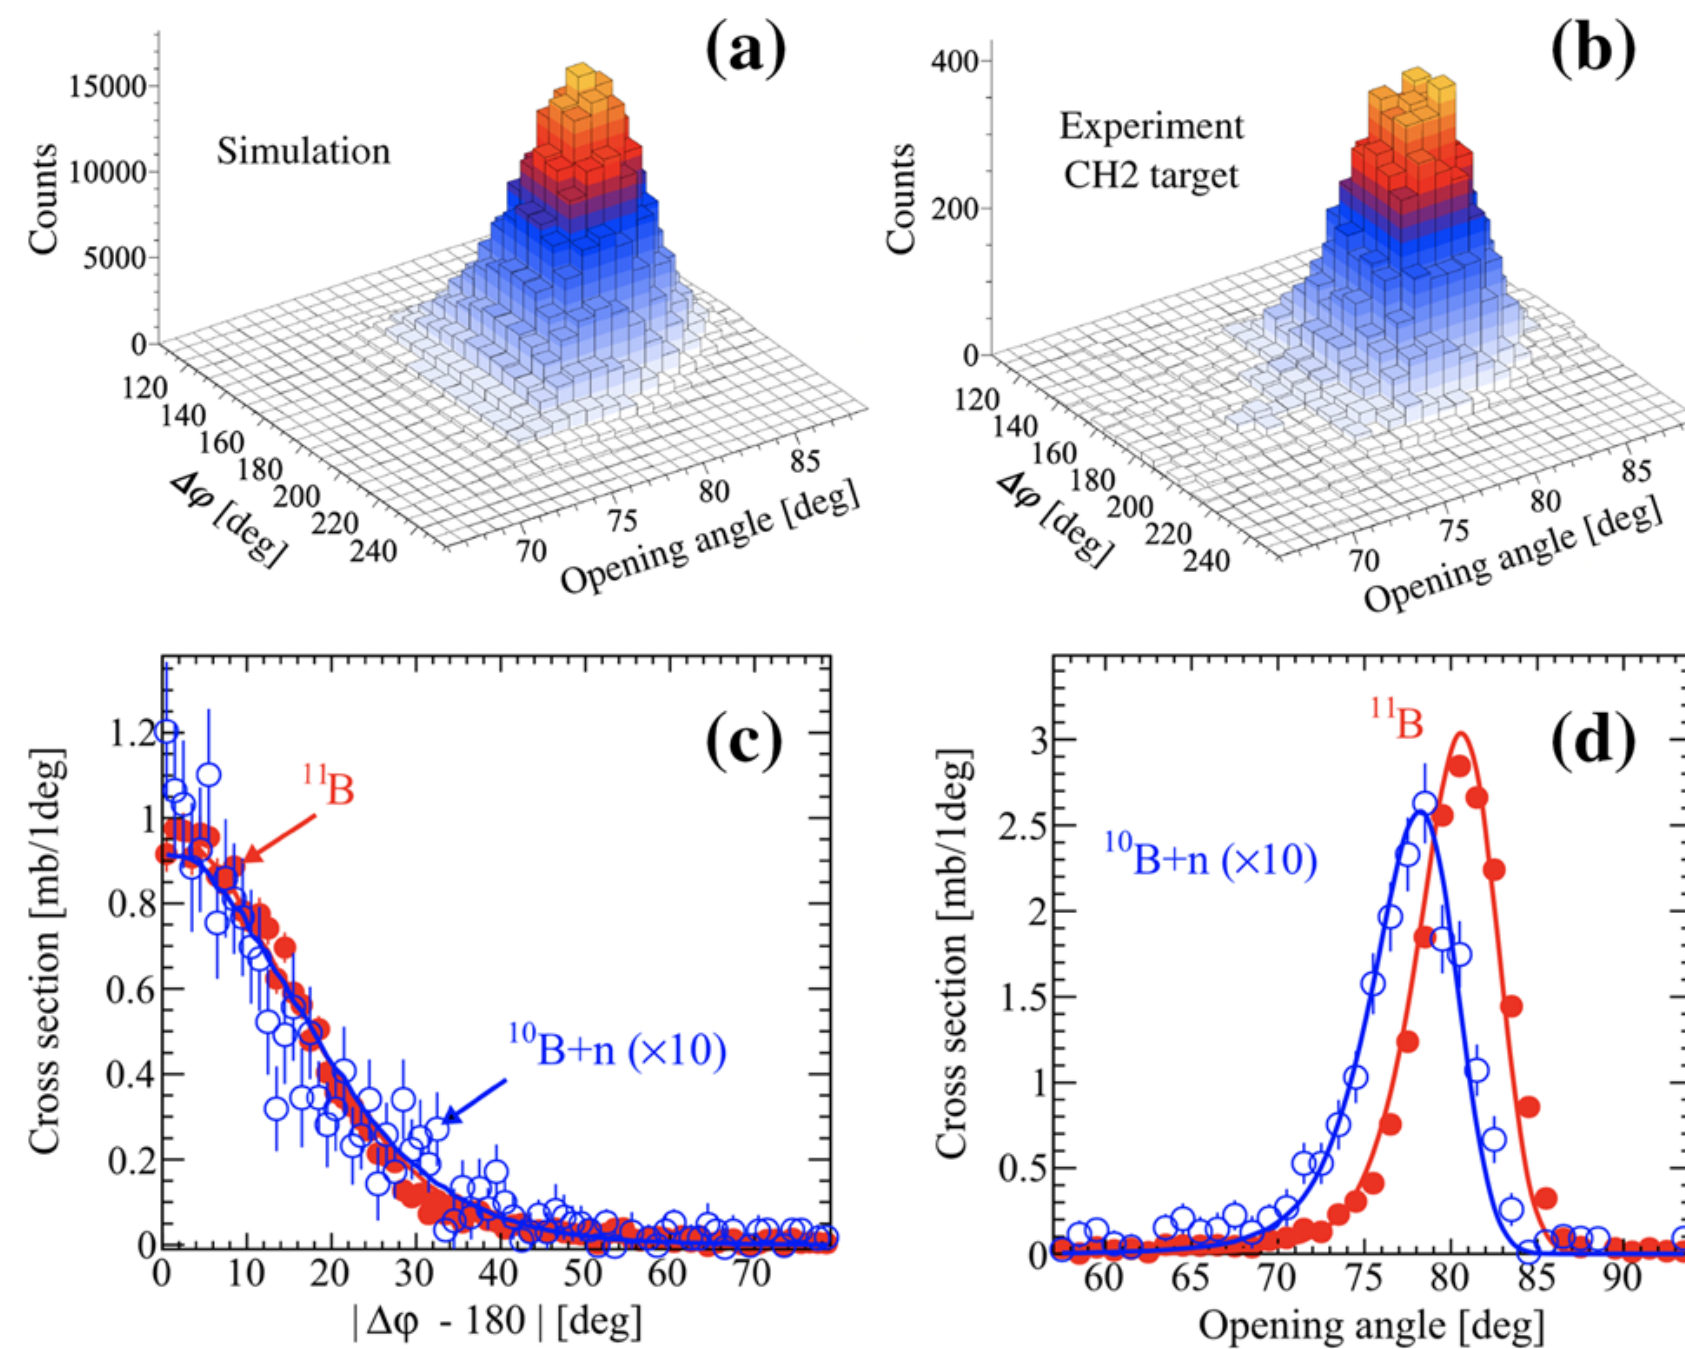 (a)
Simulation
Counts
15000
10000
5000
0
120
140
160
180
200
220
240
Δφ [deg]
70
75
80
85
Opening angle [deg]
(b)
Experiment
CH2 target
Counts
400
200
0
120
140
160
180
200
220
240
Δφ [deg]
70
75
80
85
Opening angle [deg]
(c)
Cross section [mb/1deg]
1.2
1
0.8
0.6
0.4
0.2
0
¹¹B
¹⁰B+n (×10)
0 10 20 30 40 50 60 70
| Δφ - 180 | [deg]
(d)
Cross section [mb/1deg]
3
2.5
2
1.5
1
0.5
0
¹¹B
¹⁰B+n (×10)
60 65 70 75 80 85 90
Opening angle [deg]